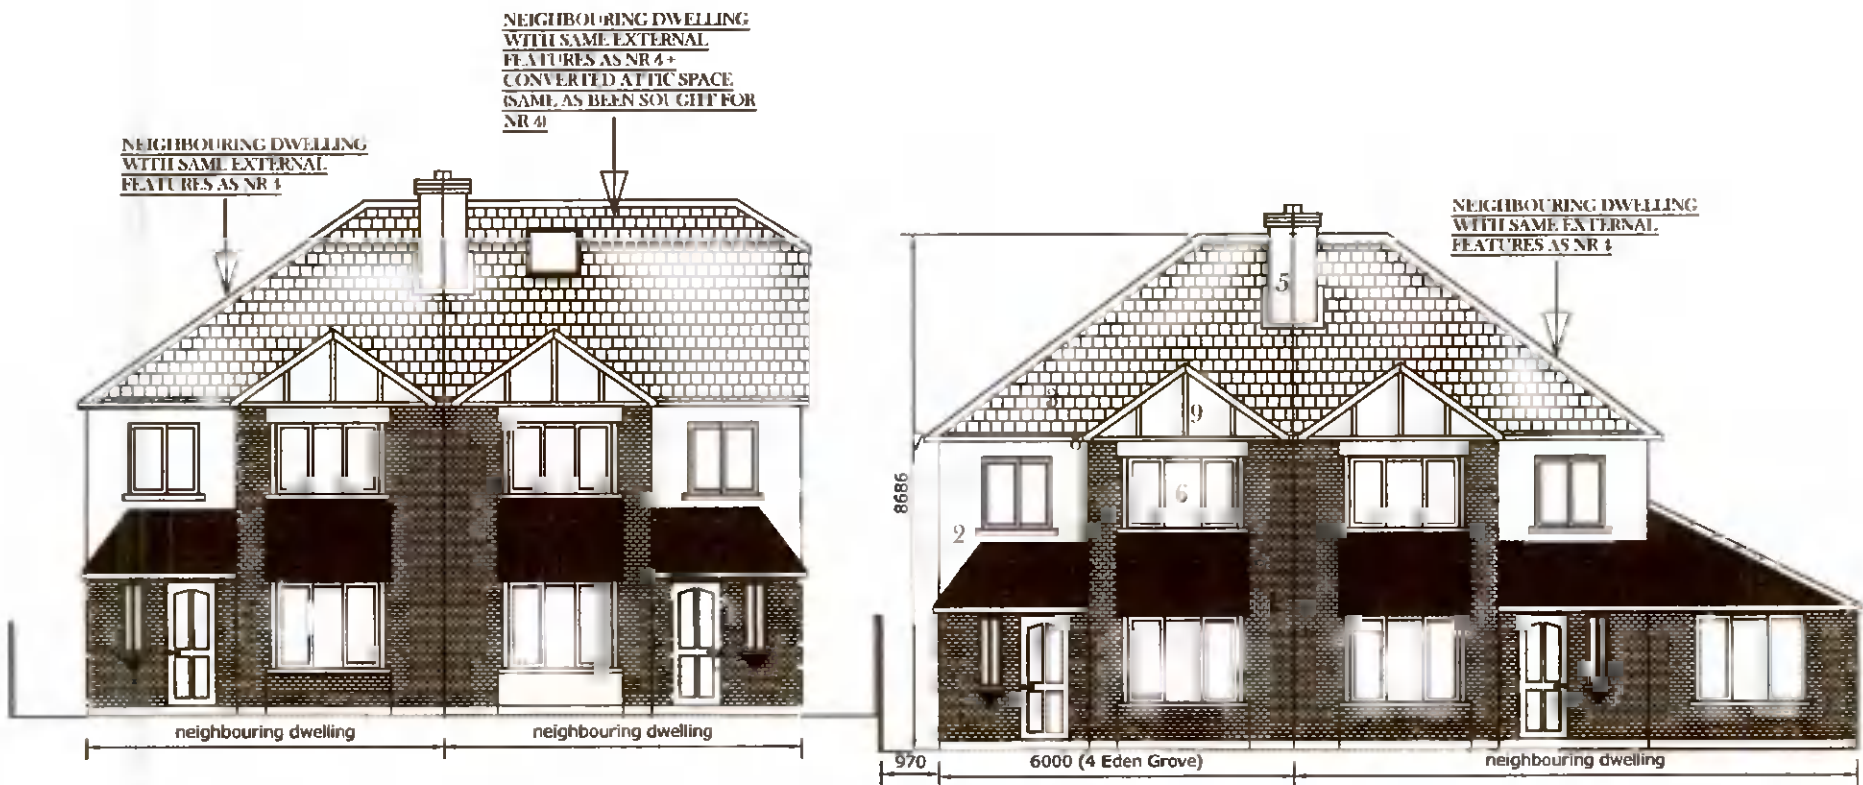 NEIGHBOURING DWELLING
WITH SAME EXTERNAL
FEATURES AS NR 4 +
CONVERTED ATTIC SPACE
(SAME AS BEEN SOUGHT FOR
NR 4)
NEIGHBOURING DWELLING
WITH SAME EXTERNAL
FEATURES AS NR 4
NEIGHBOURING DWELLING
WITH SAME EXTERNAL
FEATURES AS NR 4
5
3
9
8
6
2
8686
neighbouring dwelling
neighbouring dwelling
970
6000 (4 Eden Grove)
neighbouring dwelling